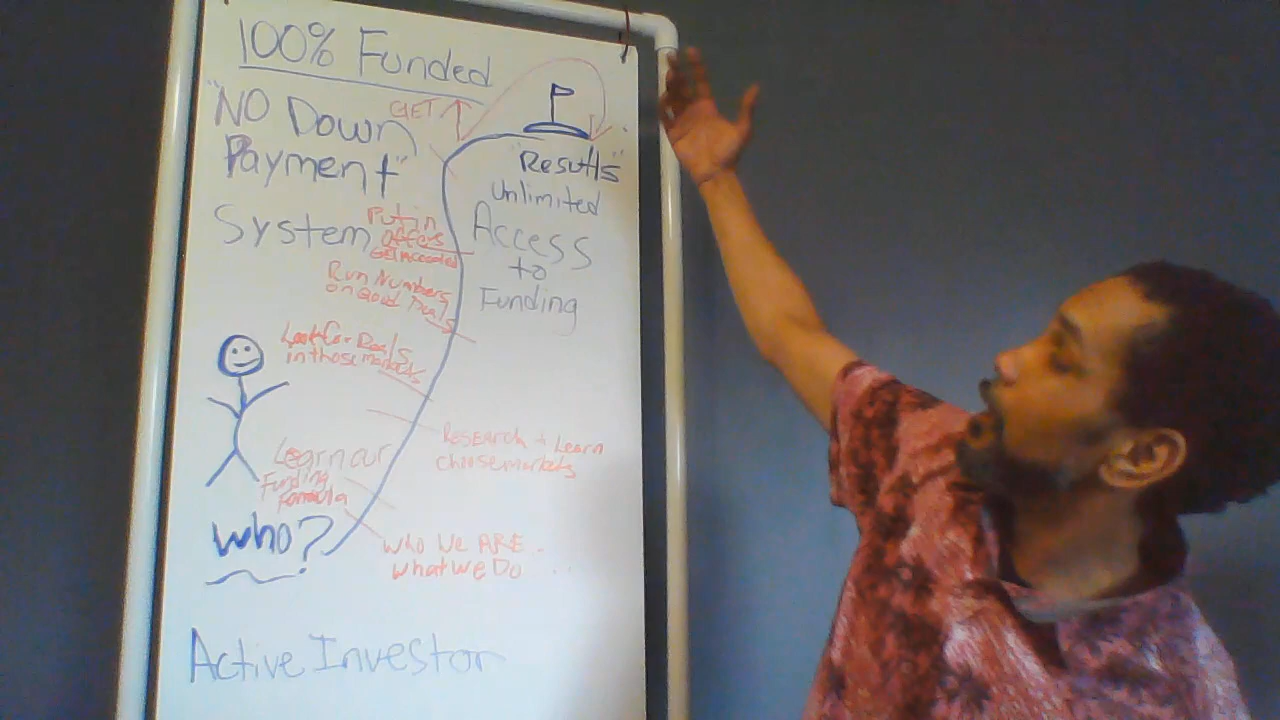 100% Funded
"NO Down
Payment"
System
GET
"Results"
Unlimited
Access
to
Funding
Put in
offers
GET Accepted
Run Numbers
on Good Deals
Look for Deals
in those markets
Research + Learn
choose markets
Learn our
Funding
formula
who?
who we ARE..
what we Do ...
Active Investor